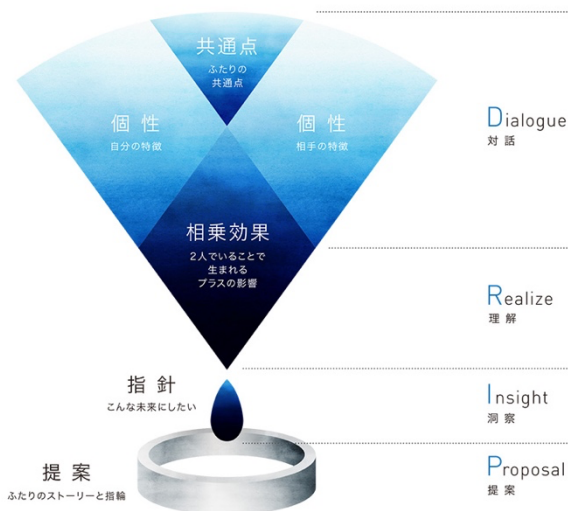 共通点
ふたりの
共通点
個性
自分の特徴
個性
相手の特徴
相乗効果
2人でいることで
生まれる
プラスの影響
指針
こんな未来にしたい
提案
ふたりのストーリーと指輪
Dialogue
対話
Realize
理解
Insight
洞察
Proposal
提案